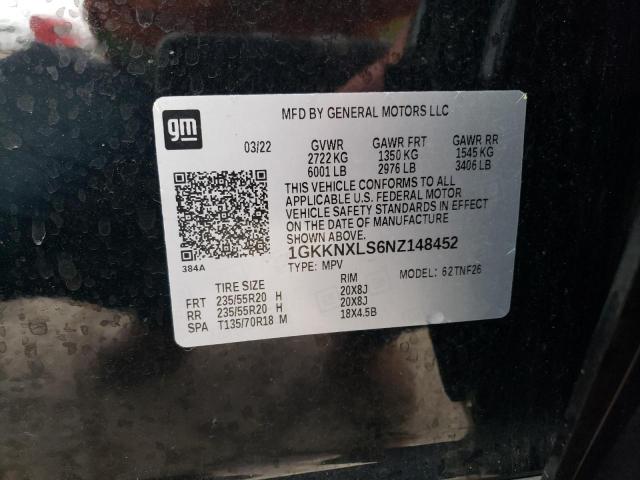 gm
MFD BY GENERAL MOTORS LLC
03/22 GVWR GAWR FRT GAWR RR
2722 KG 1350 KG 1545 KG
6001 LB 2976 LB 3406 LB
THIS VEHICLE CONFORMS TO ALL
APPLICABLE U.S. FEDERAL MOTOR
VEHICLE SAFETY STANDARDS IN EFFECT
ON THE DATE OF MANUFACTURE
SHOWN ABOVE.
384A
1GKKNXLS6NZ148452
TYPE: MPV MODEL: 62TNF26
TIRE SIZE RIM
FRT 235/55R20 H 20X8J
RR 235/55R20 H 20X8J
SPA T135/70R18 M 18X4.5B